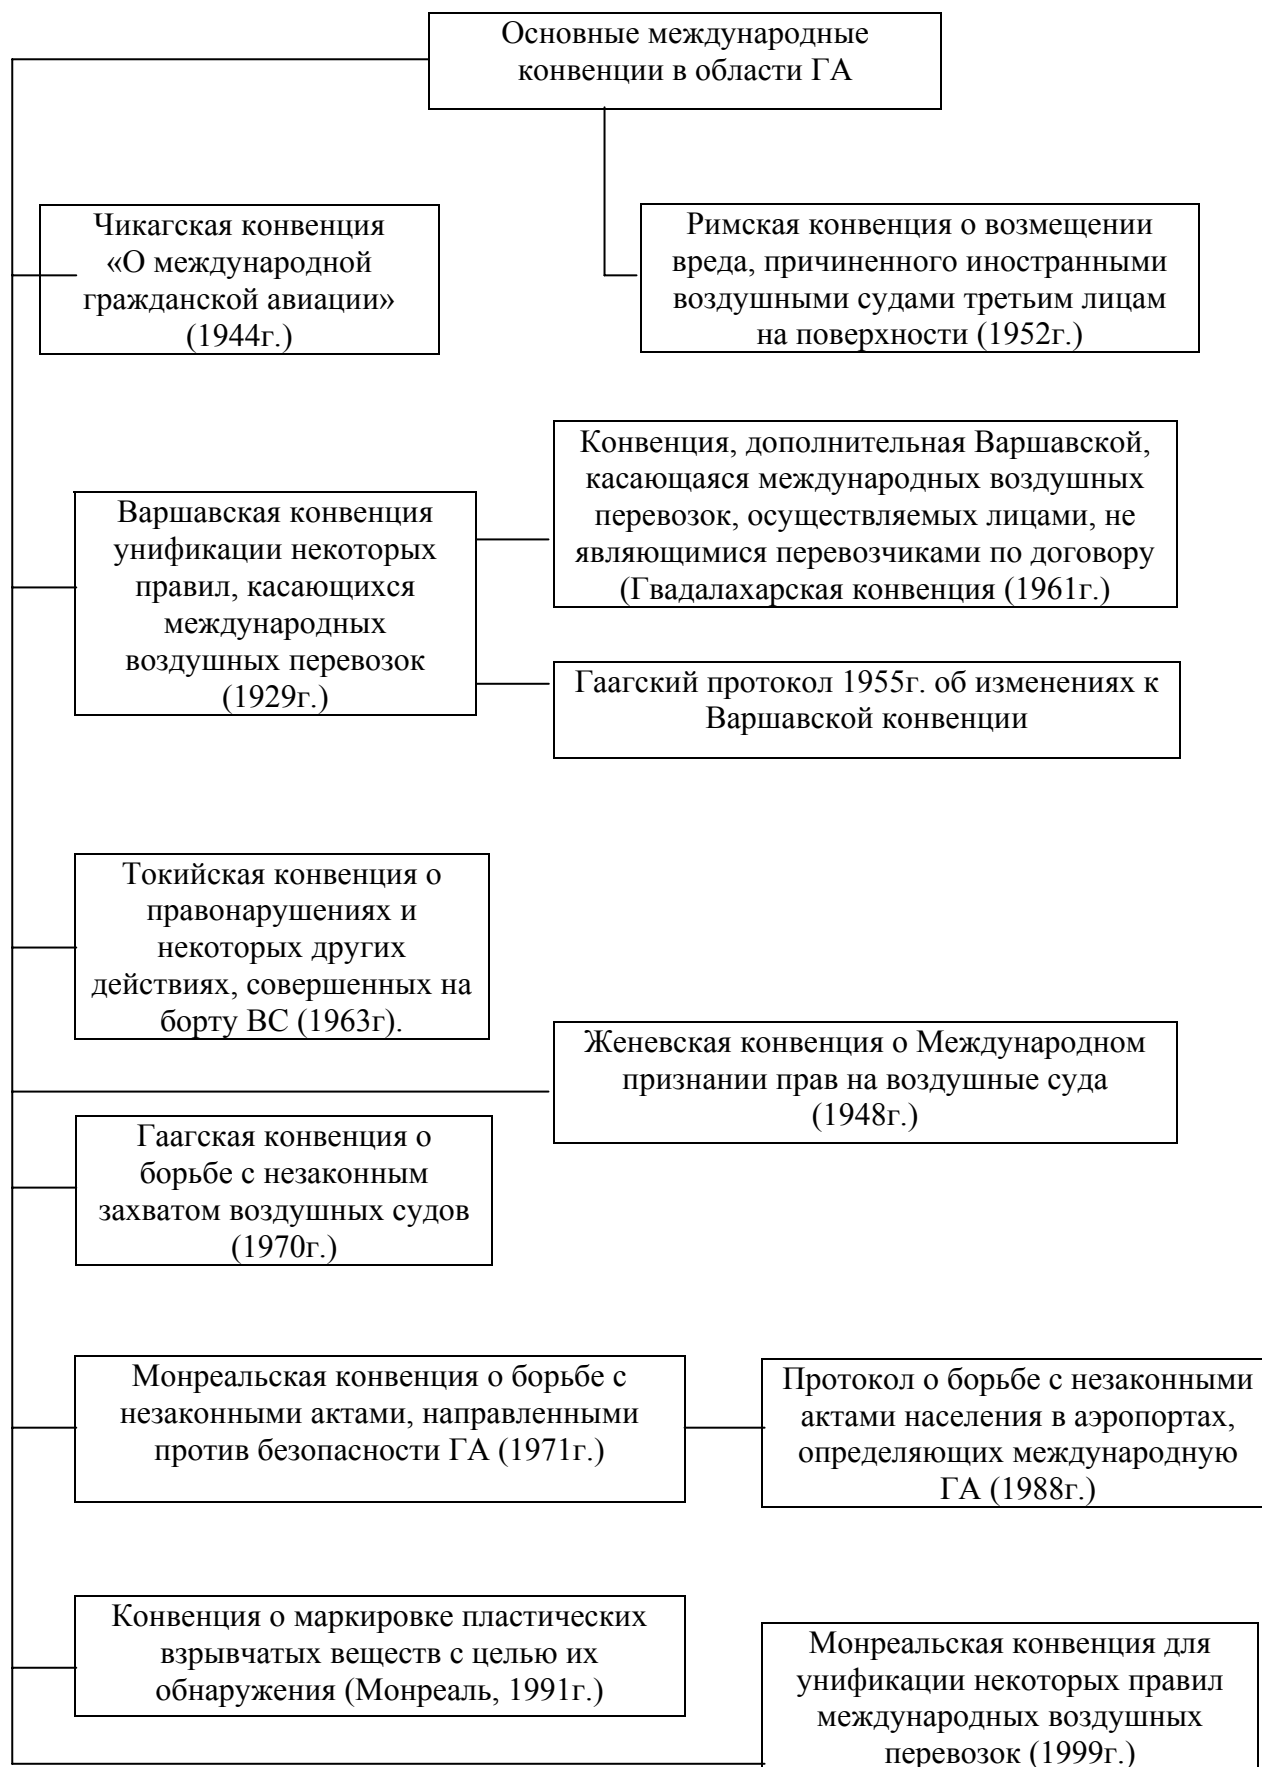 Основные международные
конвенции в области ГА
Чикагская конвенция
«О международной
гражданской авиации»
(1944г.)
Римская конвенция о возмещении
вреда, причиненного иностранными
воздушными судами третьим лицам
на поверхности (1952г.)
Конвенция, дополнительная Варшавской,
касающаяся международных воздушных
перевозок, осуществляемых лицами, не
являющимися перевозчиками по договору
(Гвадалахарская конвенция (1961г.)
Варшавская конвенция
унификации некоторых
правил, касающихся
международных
воздушных перевозок
(1929г.)
Гаагский протокол 1955г. об изменениях к
Варшавской конвенции
Токийская конвенция о
правонарушениях и
некоторых других
действиях, совершенных на
борту ВС (1963г).
Женевская конвенция о Международном
признании прав на воздушные суда
(1948г.)
Гаагская конвенция о
борьбе с незаконным
захватом воздушных судов
(1970г.)
Монреальская конвенция о борьбе с
незаконными актами, направленными
против безопасности ГА (1971г.)
Протокол о борьбе с незаконными
актами населения в аэропортах,
определяющих международную
ГА (1988г.)
Конвенция о маркировке пластических
взрывчатых веществ с целью их
обнаружения (Монреаль, 1991г.)
Монреальская конвенция для
унификации некоторых правил
международных воздушных
перевозок (1999г.)